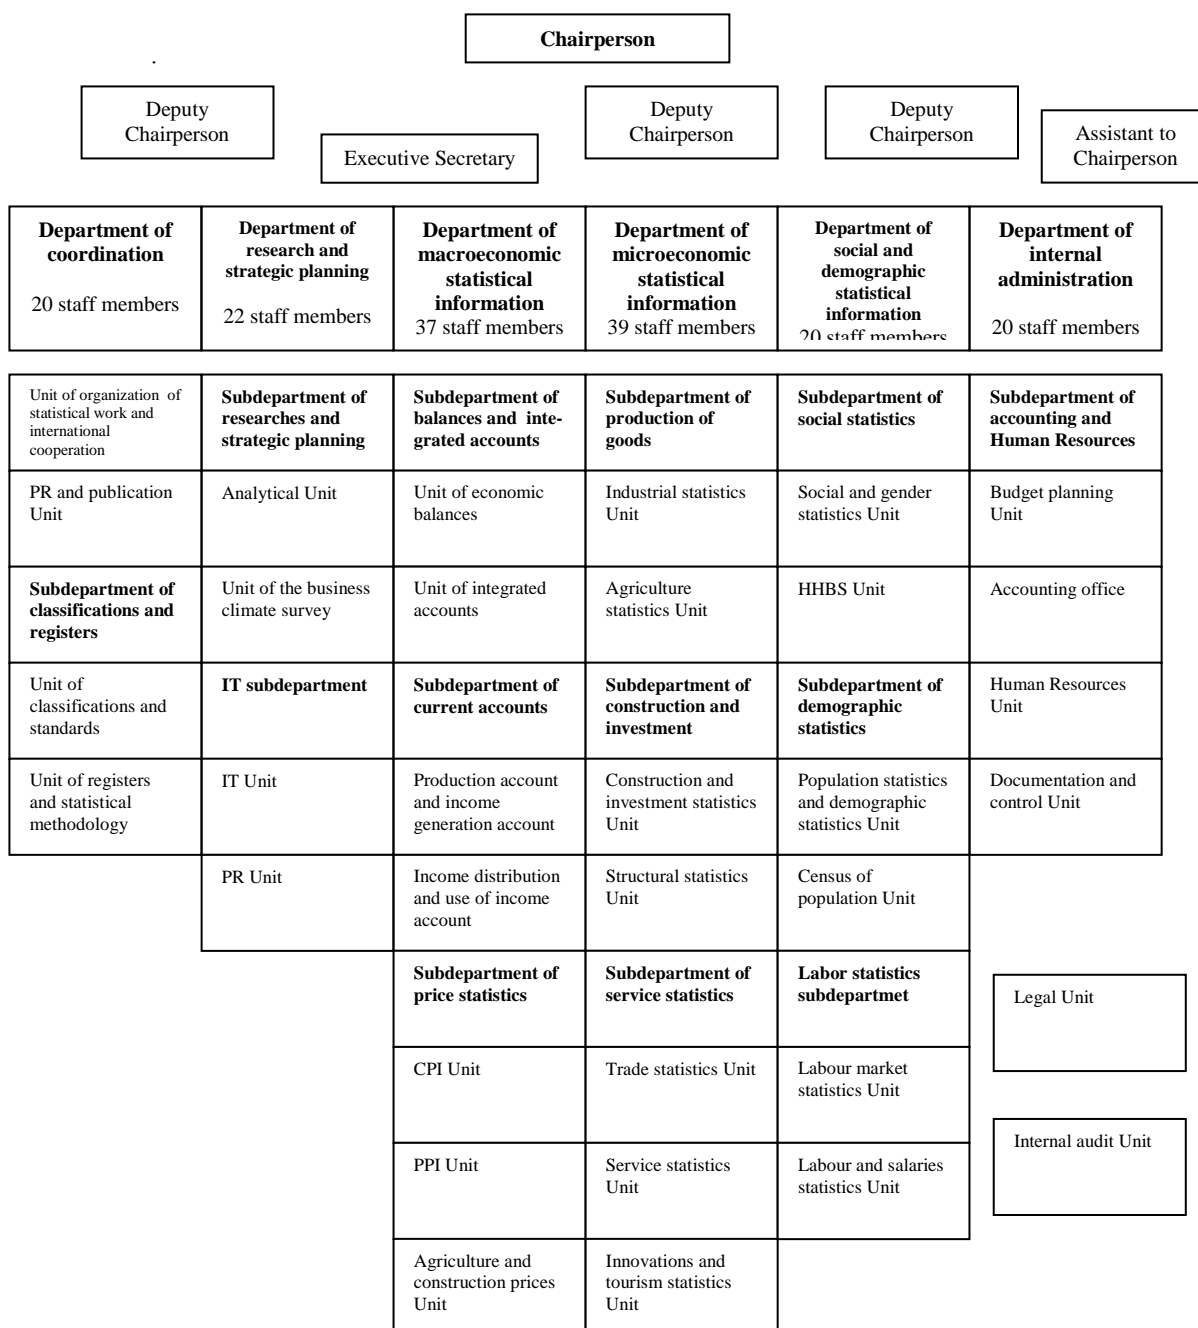 Chairperson
.
Deputy
Chairperson
Executive Secretary
Deputy
Chairperson
Deputy
Chairperson
Assistant to
Chairperson
Department of
coordination
20 staff members
Department of
research and
strategic planning
22 staff members
Department of
macroeconomic
statistical
information
37 staff members
Department of
microeconomic
statistical
information
39 staff members
Department of
social and
demographic
statistical
information
20 staff members
Department of
internal
administration
20 staff members
Unit of organization of
statistical work and
international
cooperation
PR and publication
Unit
Subdepartment of
classifications and
registers
Unit of
classifications and
standards
Unit of registers
and statistical
methodology
Subdepartment of
researches and
strategic planning
Analytical Unit
Unit of the business
climate survey
IT subdepartment
IT Unit
PR Unit
Subdepartment of
balances and inte-
grated accounts
Unit of economic
balances
Unit of integrated
accounts
Subdepartment of
current accounts
Production account
and income
generation account
Income distribution
and use of income
account
Subdepartment of
price statistics
CPI Unit
PPI Unit
Agriculture and
construction prices
Unit
Subdepartment of
production of
goods
Industrial statistics
Unit
Agriculture
statistics Unit
Subdepartment of
construction and
investment
Construction and
investment statistics
Unit
Structural statistics
Unit
Subdepartment of
service statistics
Trade statistics Unit
Service statistics
Unit
Innovations and
tourism statistics
Unit
Subdepartment of
social statistics
Social and gender
statistics Unit
HHBS Unit
Subdepartment of
demographic
statistics
Population statistics
and demographic
statistics Unit
Census of
population Unit
Labor statistics
subdepartmet
Labour market
statistics Unit
Labour and salaries
statistics Unit
Subdepartment of
accounting and
Human Resources
Budget planning
Unit
Accounting office
Human Resources
Unit
Documentation and
control Unit
Legal Unit
Internal audit Unit